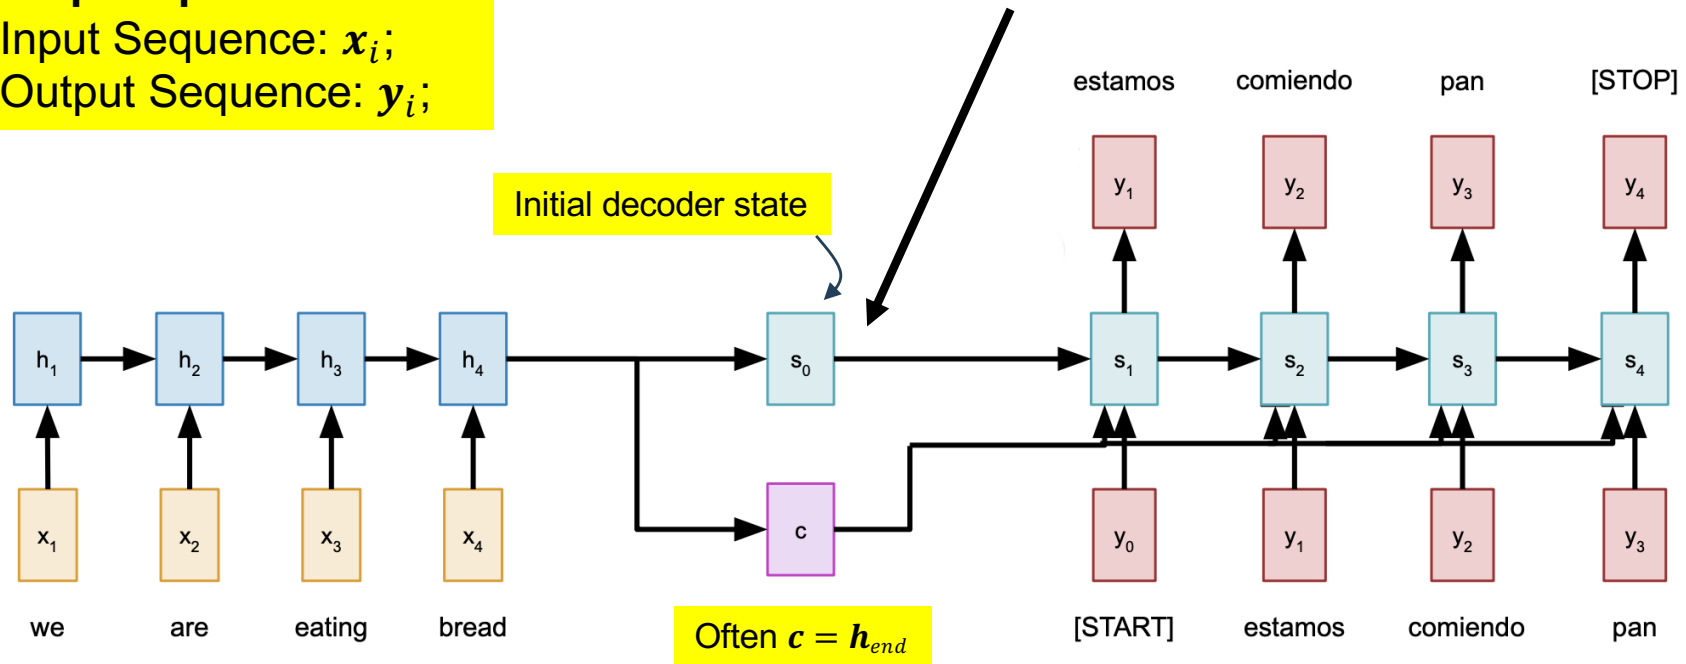 Input Sequence: xᵢ;
Output Sequence: yᵢ;
estamos comiendo pan [STOP]
y₁ y₂ y₃ y₄
Initial decoder state
h₁ h₂ h₃ h₄ s₀ s₁ s₂ s₃ s₄
x₁ x₂ x₃ x₄ c y₀ y₁ y₂ y₃
we are eating bread [START] estamos comiendo pan
Often c = hₑₙd